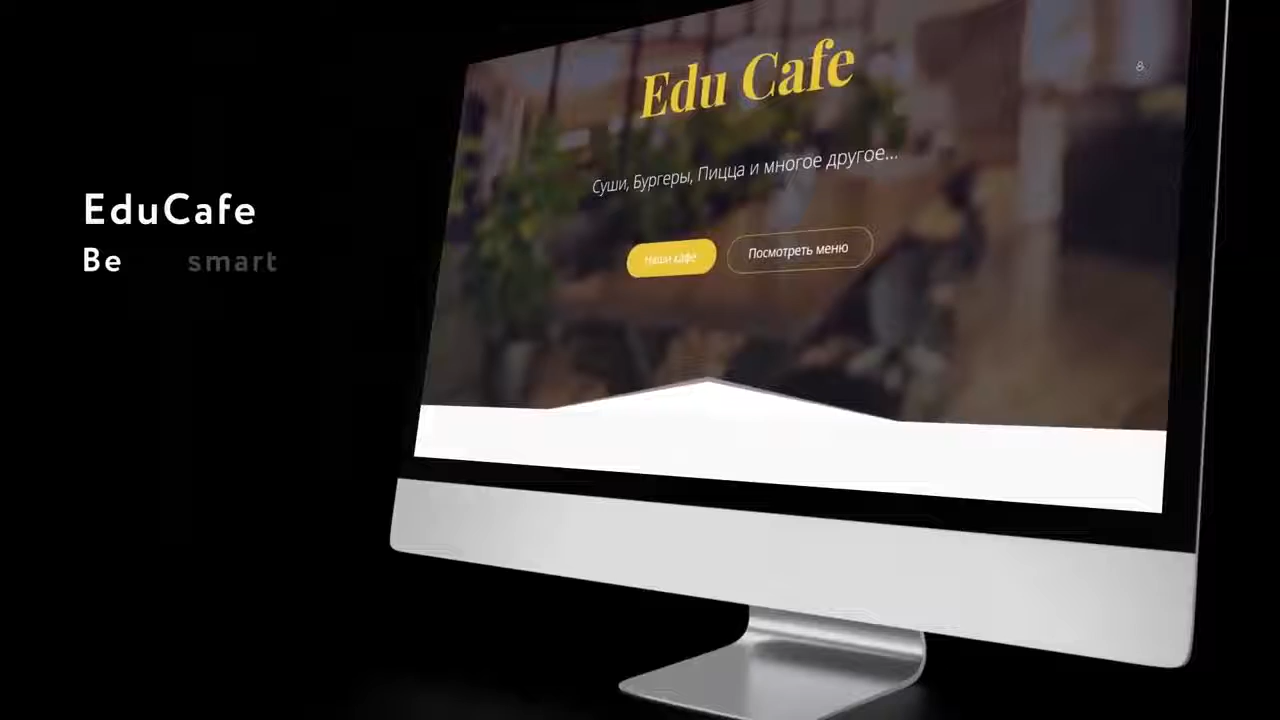 EduCafe
Be smart
Edu Cafe
Суши, Бургеры, Пицца и многое другое...
Наши кафе
Посмотреть меню